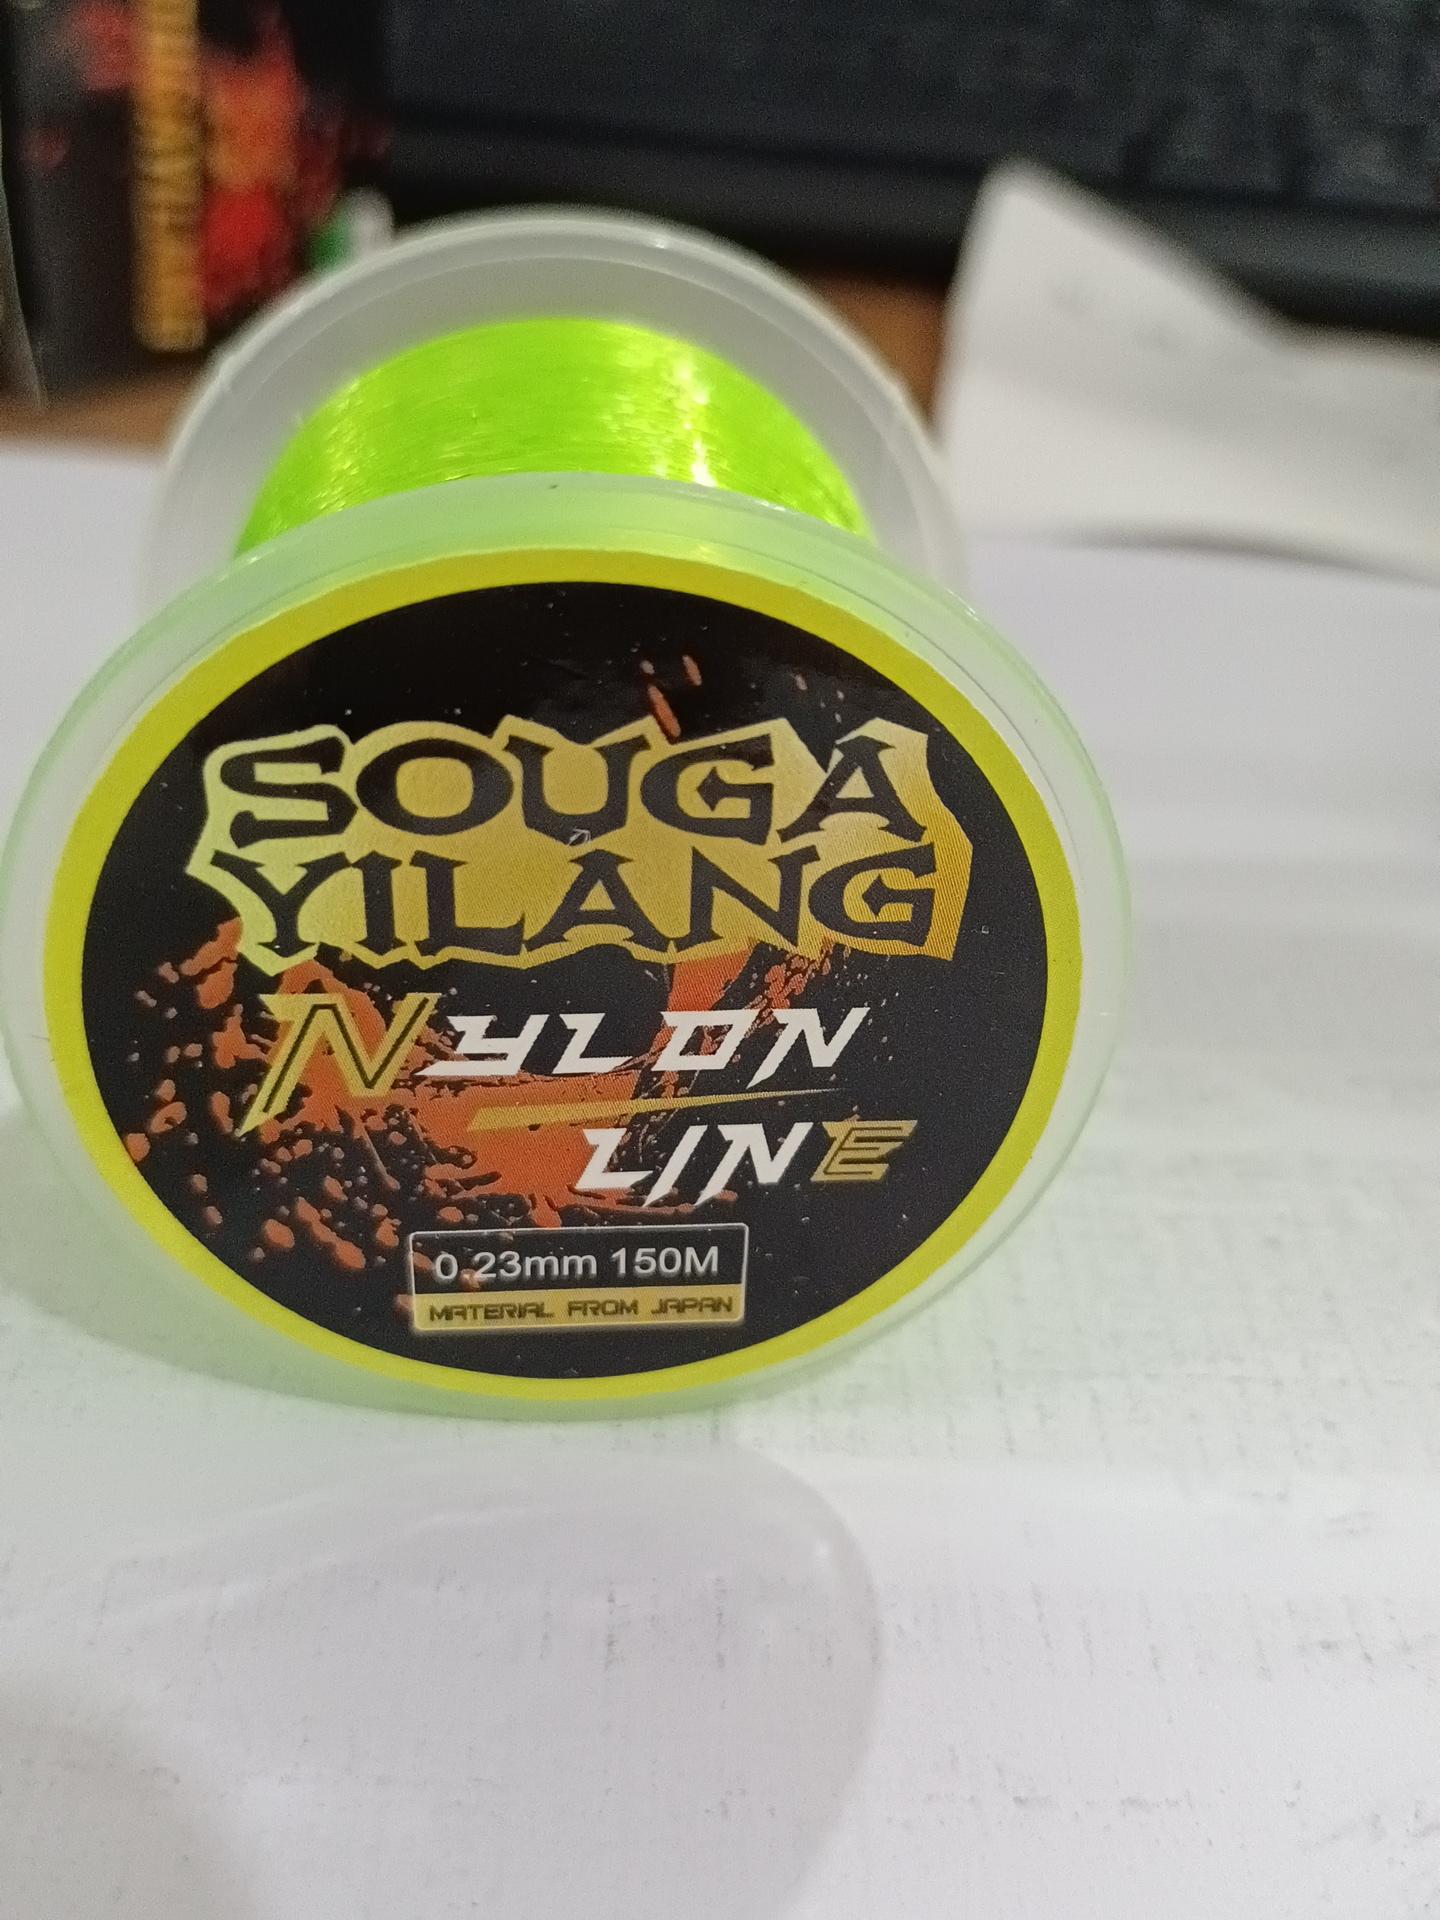 SOUGA
YILANG
NYLON
LINE
0.23mm 150M
MATERIAL FROM JAPAN